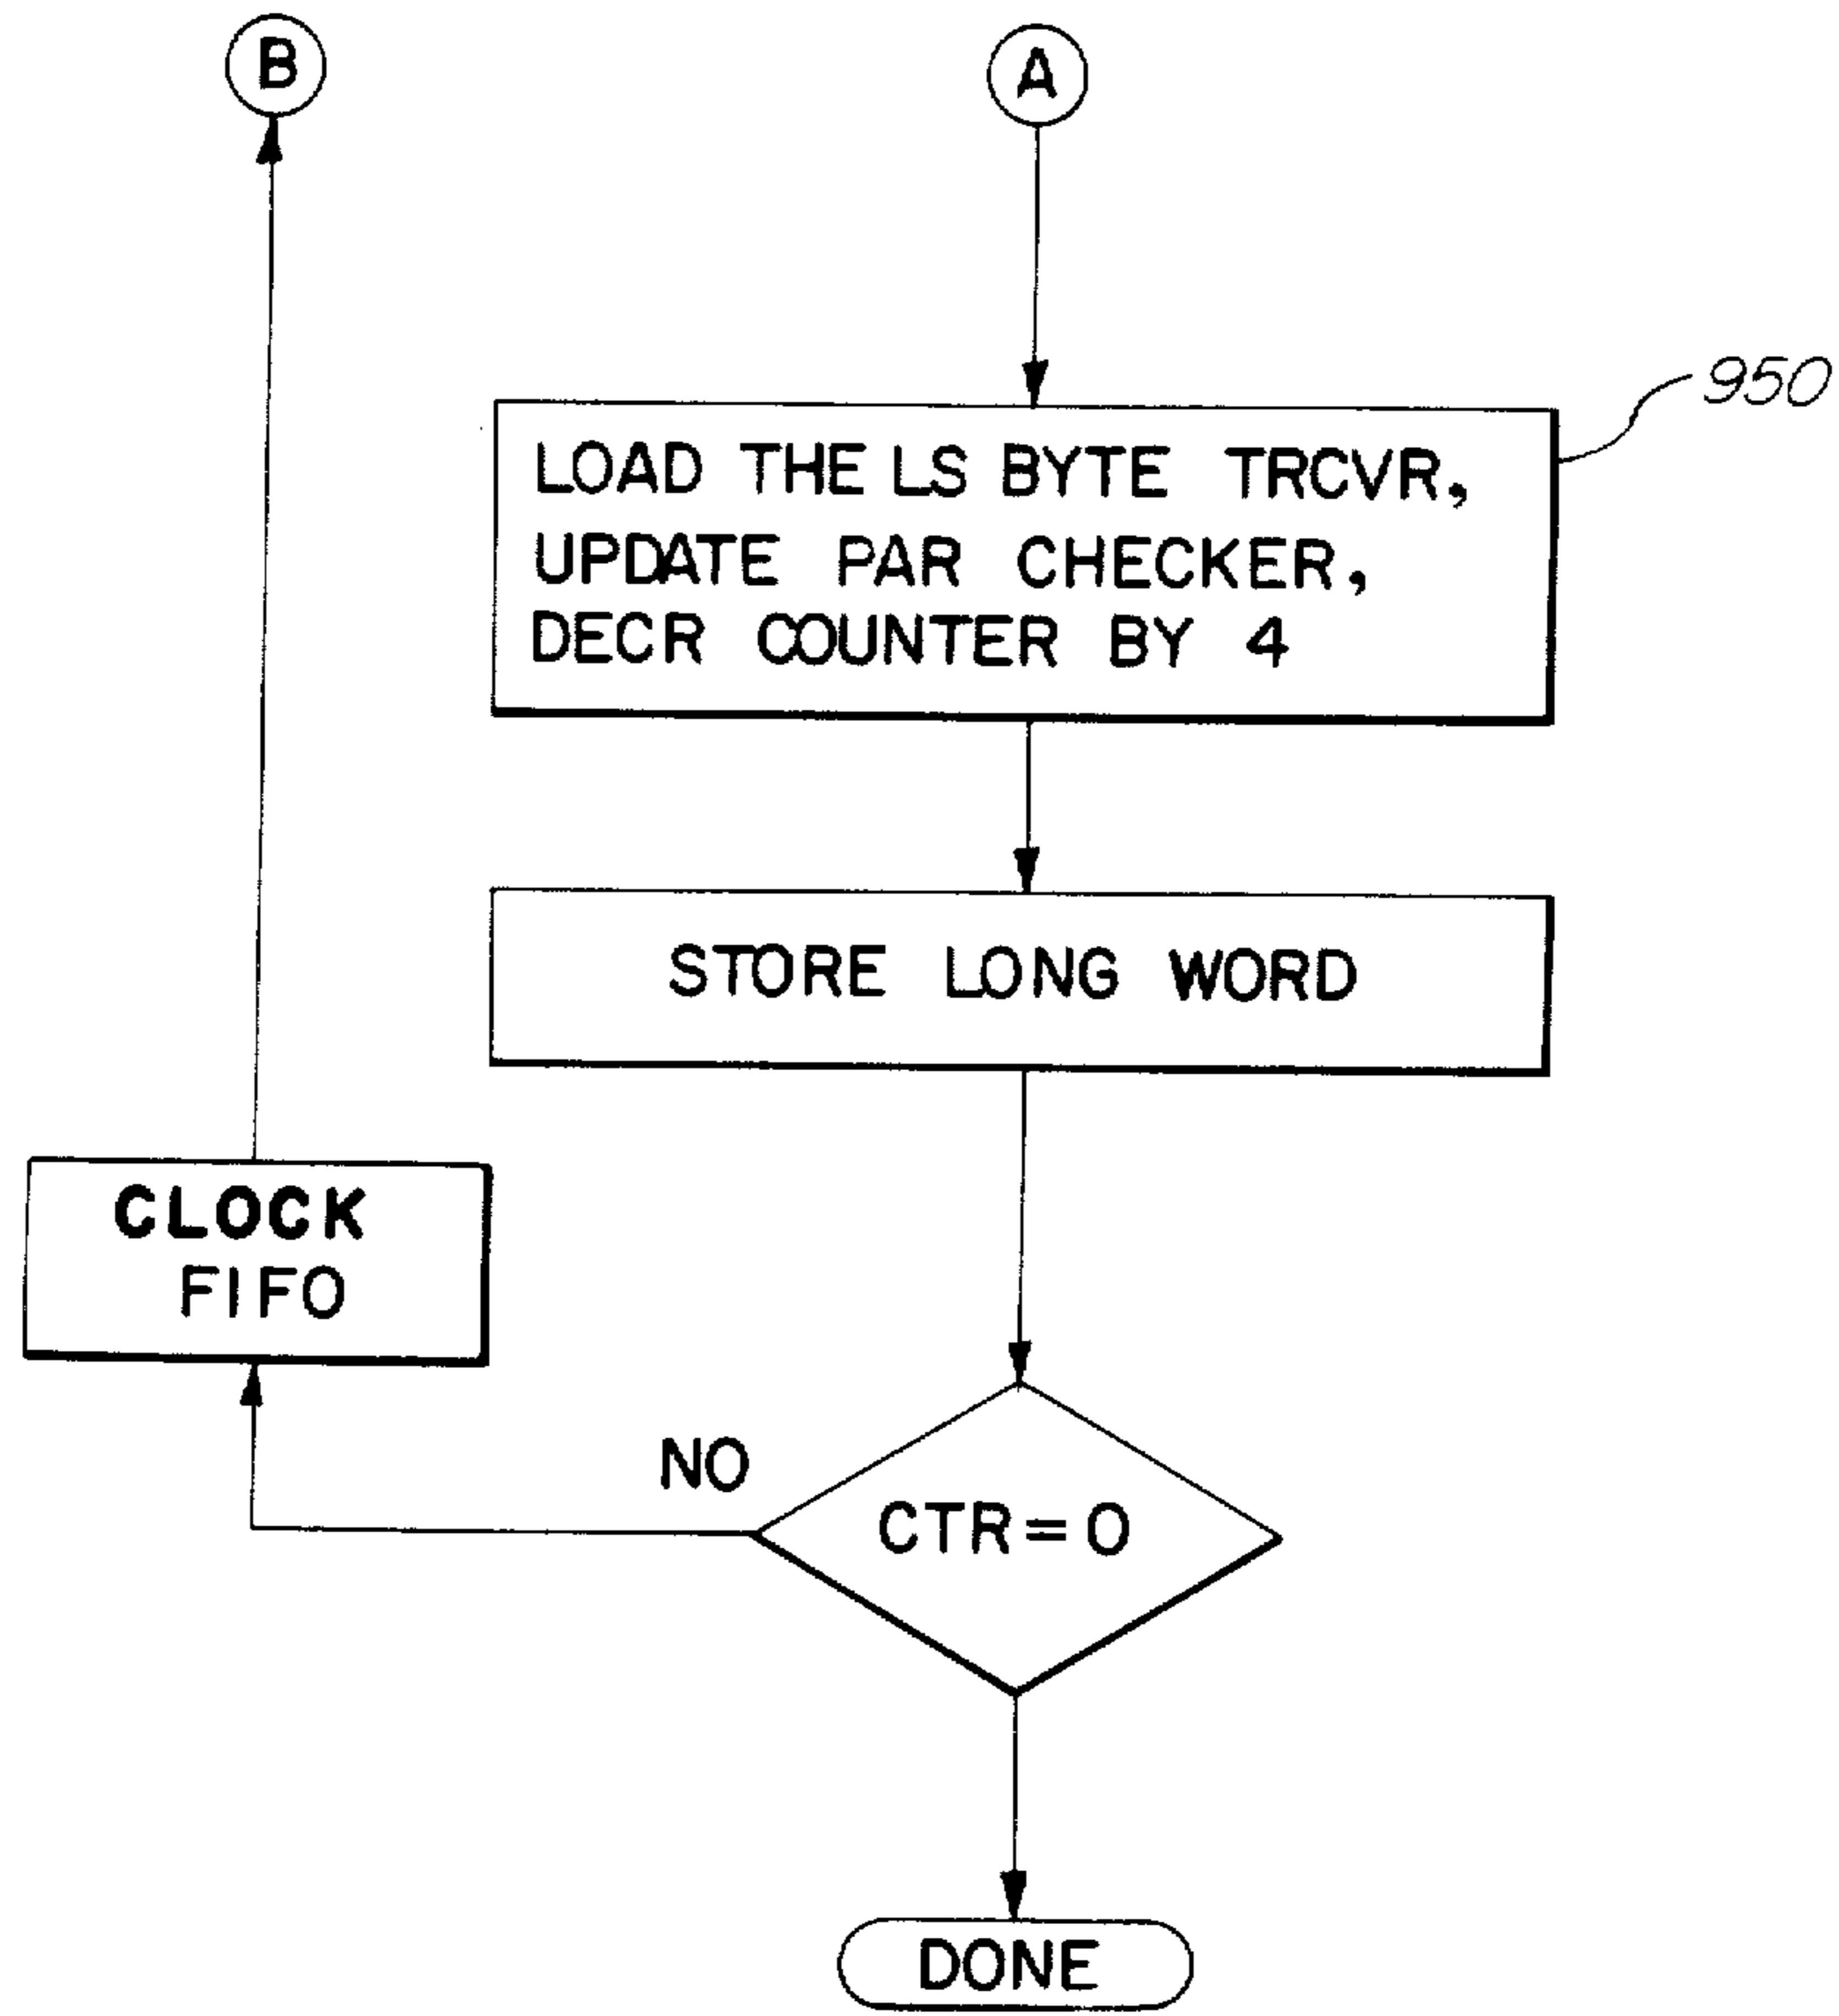 B
A
950
LOAD THE LS BYTE TRCVR,
UPDATE PAR CHECKER,
DECR COUNTER BY 4
STORE LONG WORD
CLOCK
FIFO
NO
CTR=0
DONE